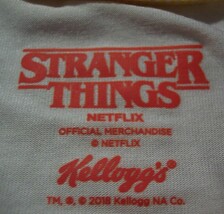 STRANGER
THINGS
NETFLIX
OFFICIAL MERCHANDISE
© NETFLIX
Kellogg's®
TM, ®, © 2018 Kellogg NA Co.